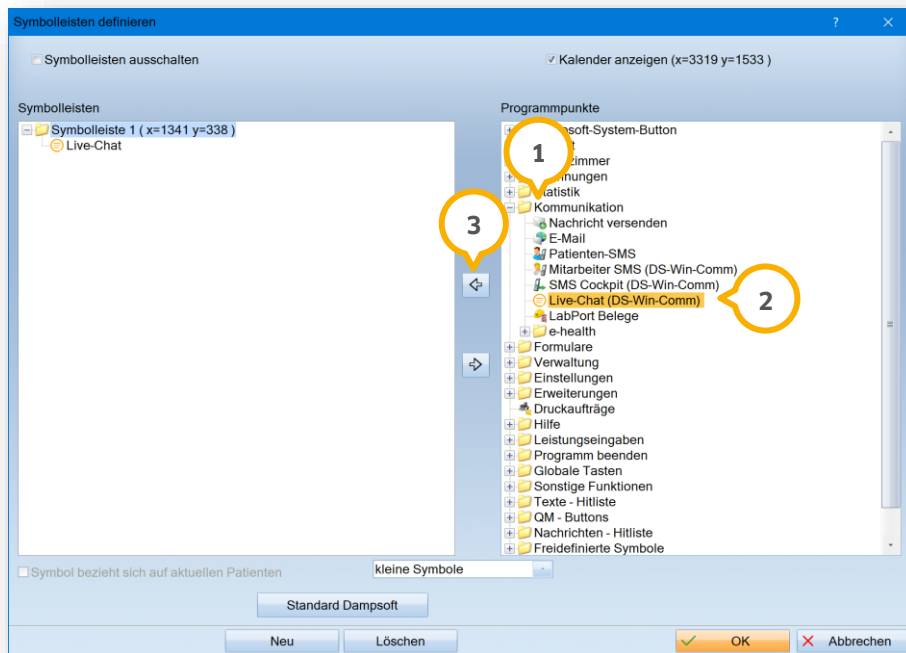 Symbolleisten definieren
Symbolleisten ausschalten
Kalender anzeigen (x=3319 y=1533 )
Symbolleisten
Symbolleiste 1 ( x=1341 y=338 )
Live-Chat
Programmpunkte
soft-System-Button
zimmer
nungen
Statistik
Kommunikation
Nachricht versenden
E-Mail
Patienten-SMS
Mitarbeiter SMS (DS-Win-Comm)
SMS Cockpit (DS-Win-Comm)
Live-Chat (DS-Win-Comm)
LabPort Belege
e-health
Formulare
Verwaltung
Einstellungen
Erweiterungen
Druckaufträge
Hilfe
Leistungseingaben
Programm beenden
Globale Tasten
Sonstige Funktionen
Texte - Hitliste
QM - Buttons
Nachrichten - Hitliste
Freidefinierte Symbole
1
2
3
Symbol bezieht sich auf aktuellen Patienten
kleine Symbole
Standard Dampsoft
Neu
Löschen
OK
Abbrechen